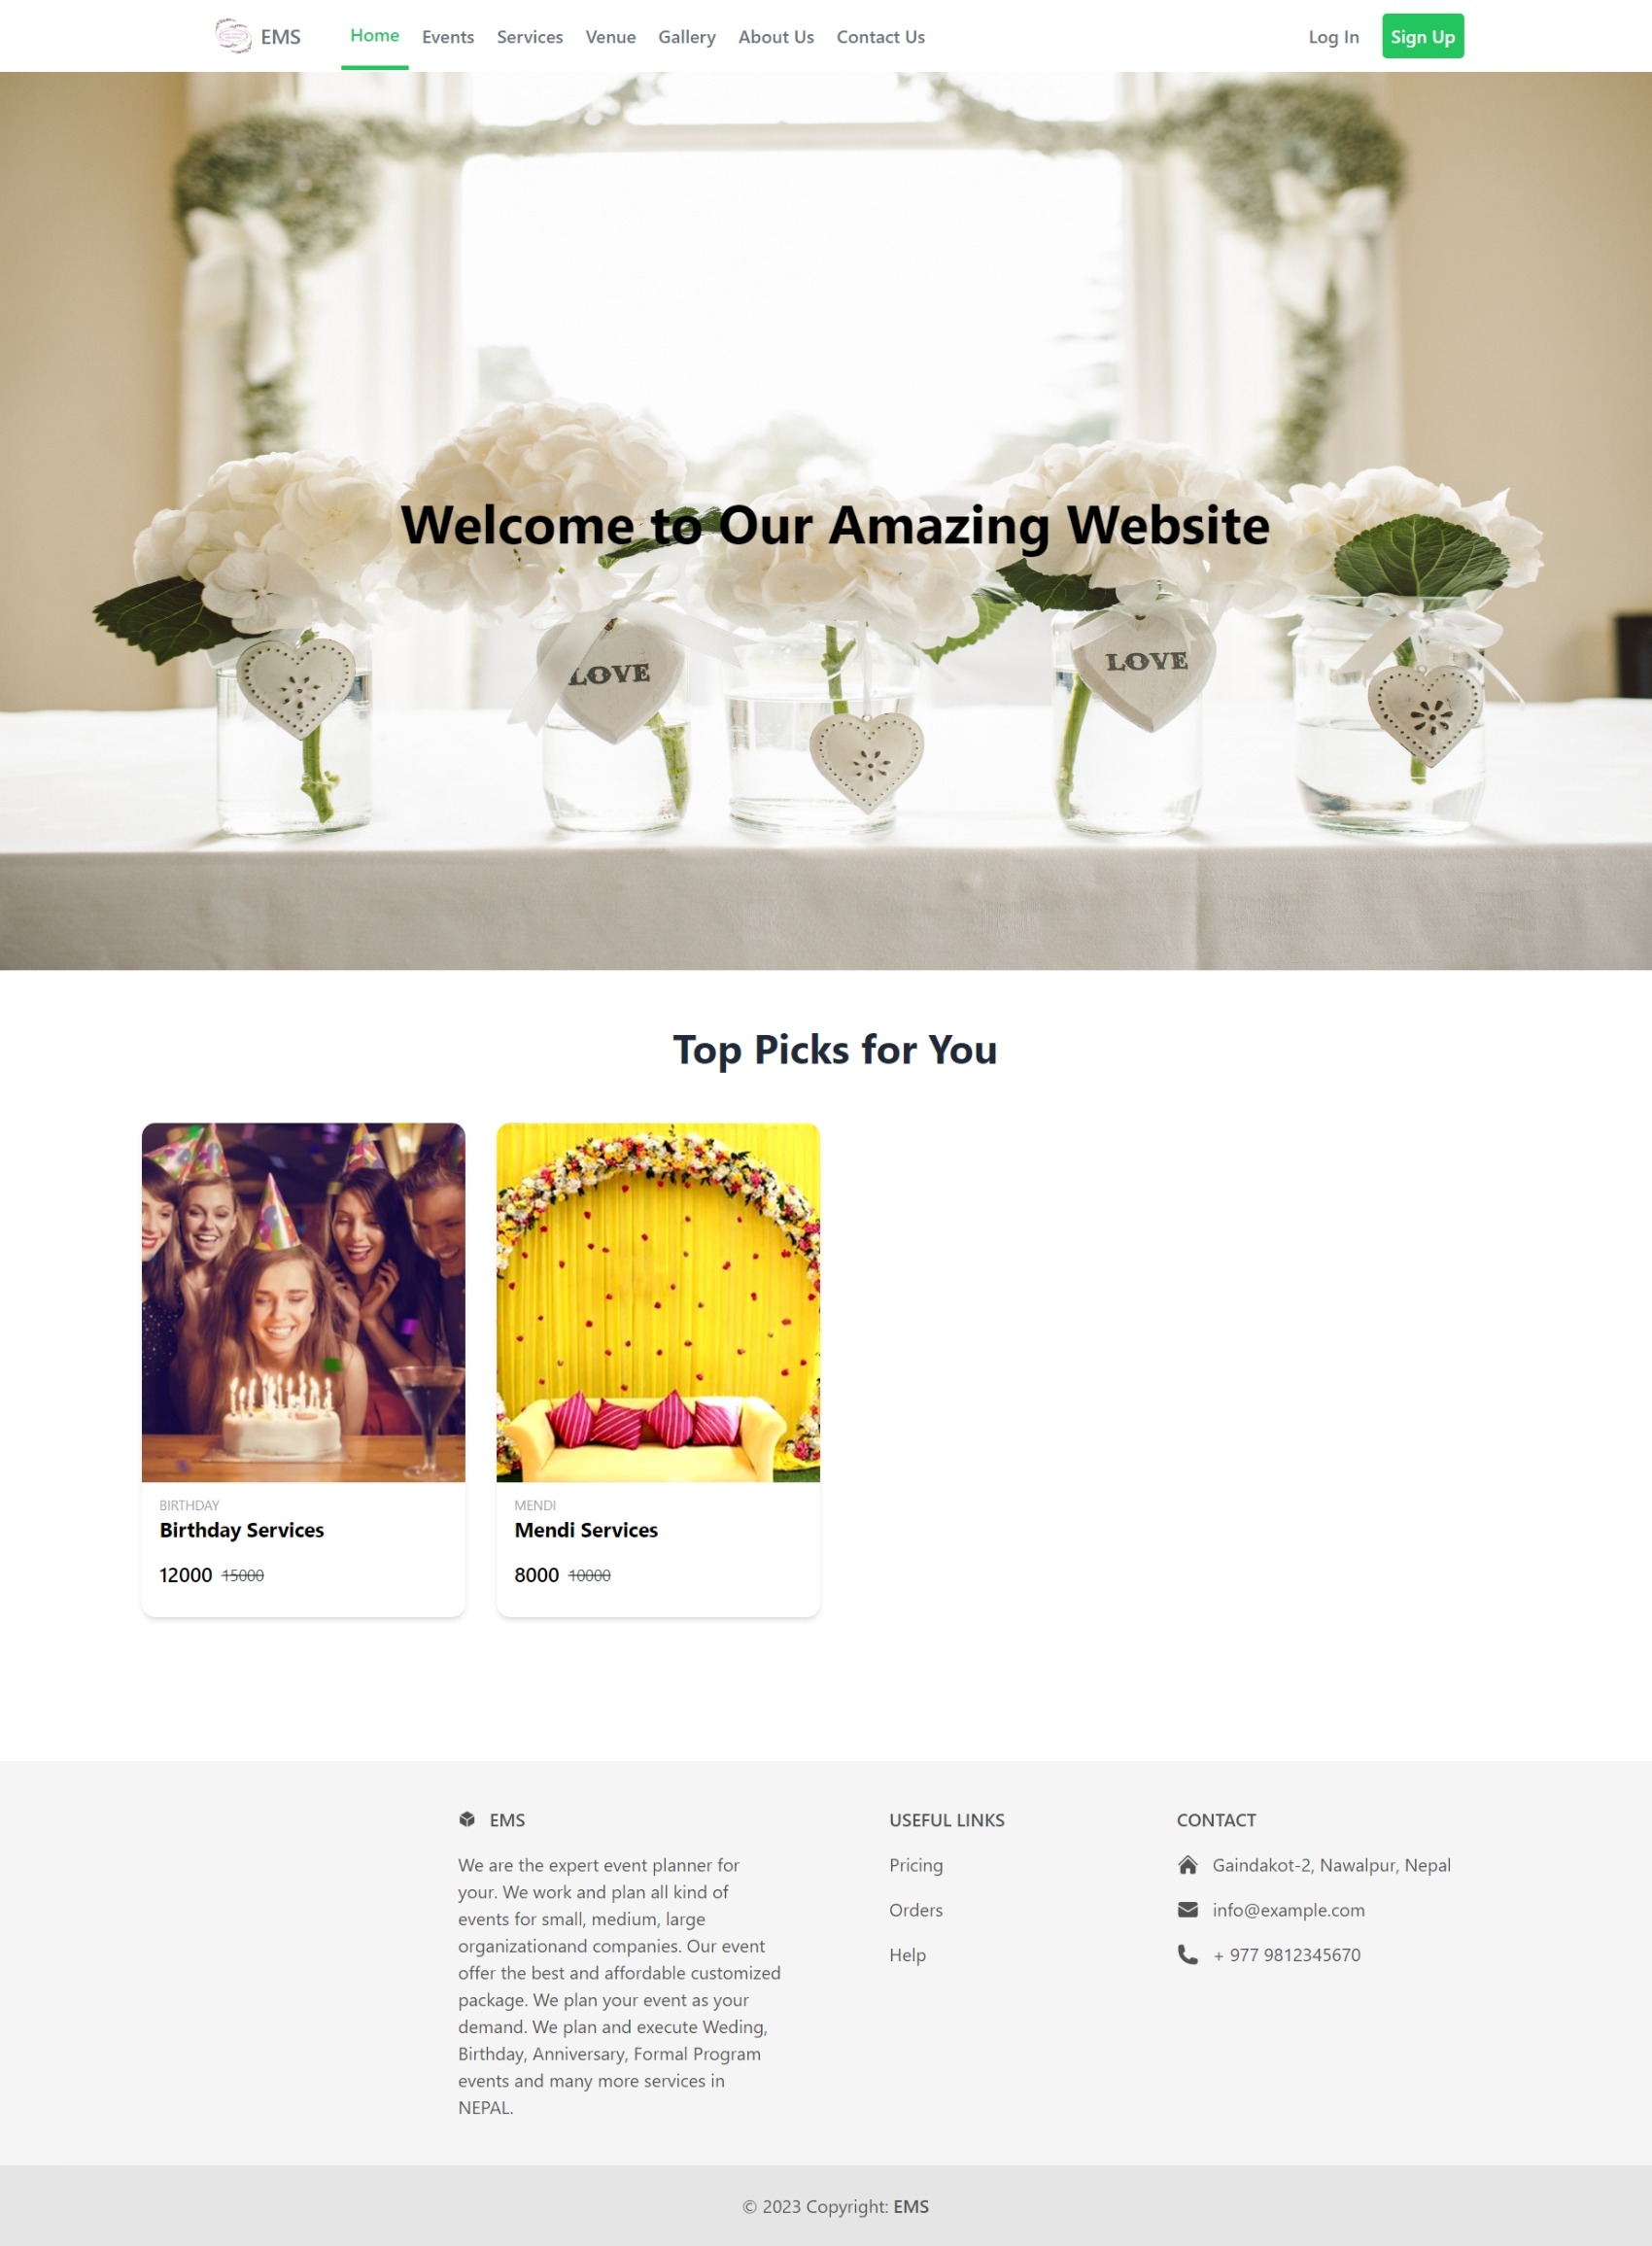 EMS Home Events Services Venue Gallery About Us Contact Us Log In Sign Up
Welcome to Our Amazing Website
LOVE
LOVE
Top Picks for You
BIRTHDAY
Birthday Services
12000 15000
MENDI
Mendi Services
8000 10000
EMS
We are the expert event planner for
your. We work and plan all kind of
events for small, medium, large
organizationand companies. Our event
offer the best and affordable customized
package. We plan your event as your
demand. We plan and execute Weding,
Birthday, Anniversary, Formal Program
events and many more services in
NEPAL.
USEFUL LINKS
Pricing
Orders
Help
CONTACT
Gaindakot-2, Nawalpur, Nepal
info@example.com
+ 977 9812345670
© 2023 Copyright: EMS